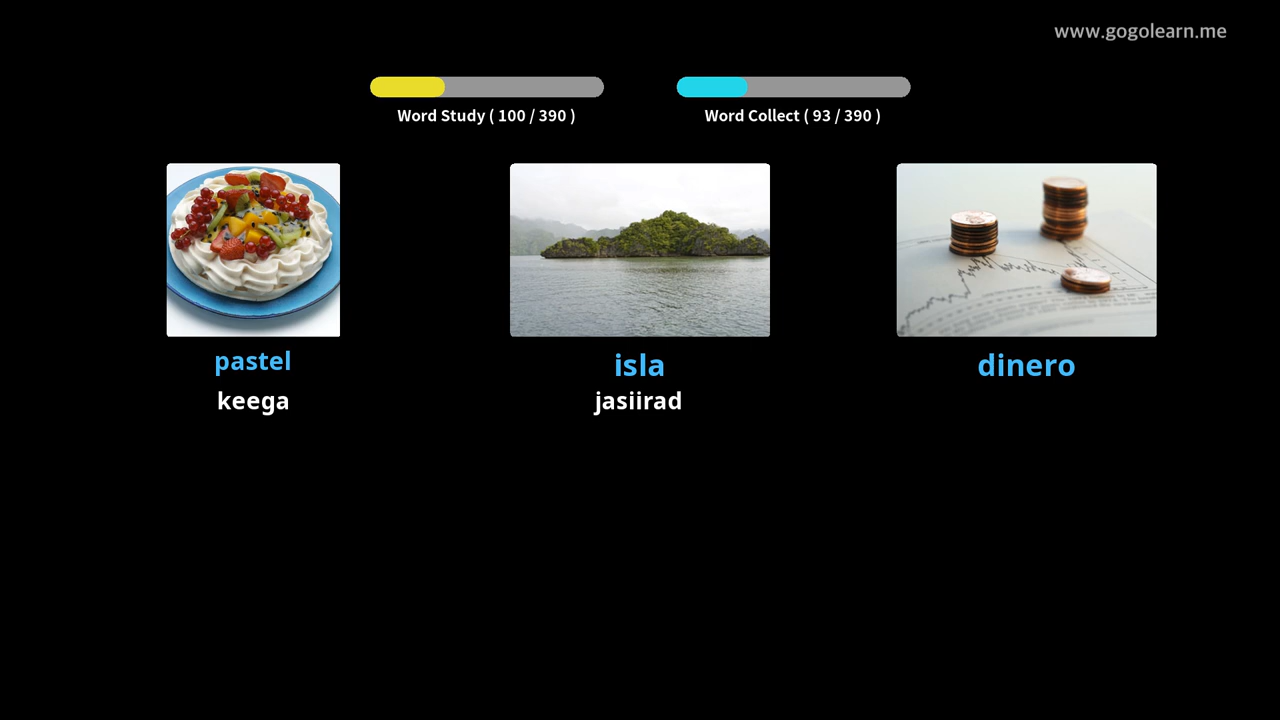 www.gogolearn.me
Word Study ( 100 / 390 )
Word Collect ( 93 / 390 )
pastel
keega
isla
jasiirad
dinero